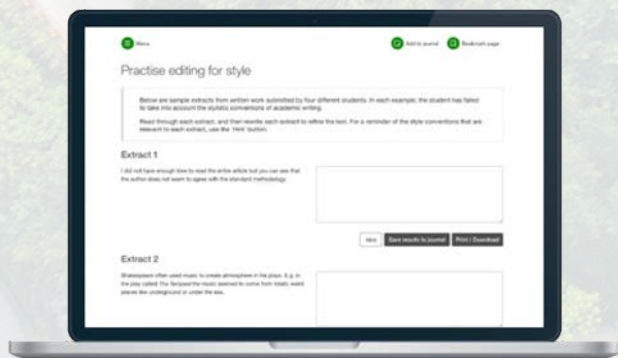 Menu
Add to journal
Bookmark page
Practise editing for style
Below are sample extracts from written work submitted by four different students. In each example, the student has failed
to take into account the stylistic conventions of academic writing.
Read through each extract, and then rewrite each extract to refine the text. For a reminder of the style conventions that are
relevant to each extract, use the 'Hint' button.
Extract 1
I did not have enough time to read the entire article but you can see that
the author does not seem to agree with the standard methodology.
Hint
Save results to journal
Print / Download
Extract 2
Shakespeare often used music to create atmosphere in his plays. E.g. in
the play called The Tempest the music seemed to come from totally weird
places like underground or under the sea.